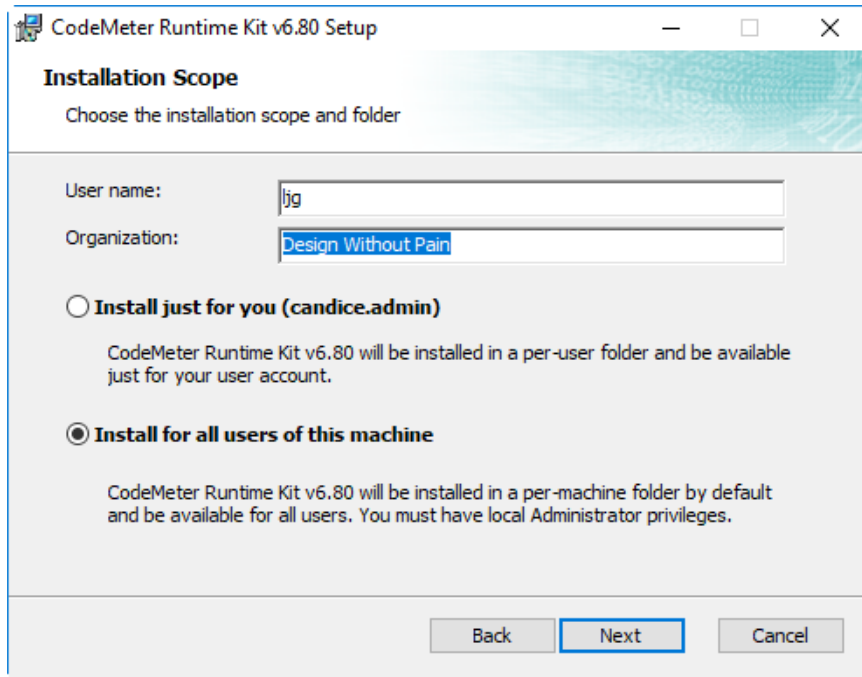 CodeMeter Runtime Kit v6.80 Setup
Installation Scope
Choose the installation scope and folder
User name:
ljg
Organization:
Design Without Pain
Install just for you (candice.admin)
CodeMeter Runtime Kit v6.80 will be installed in a per-user folder and be available
just for your user account.
Install for all users of this machine
CodeMeter Runtime Kit v6.80 will be installed in a per-machine folder by default
and be available for all users. You must have local Administrator privileges.
Back Next Cancel